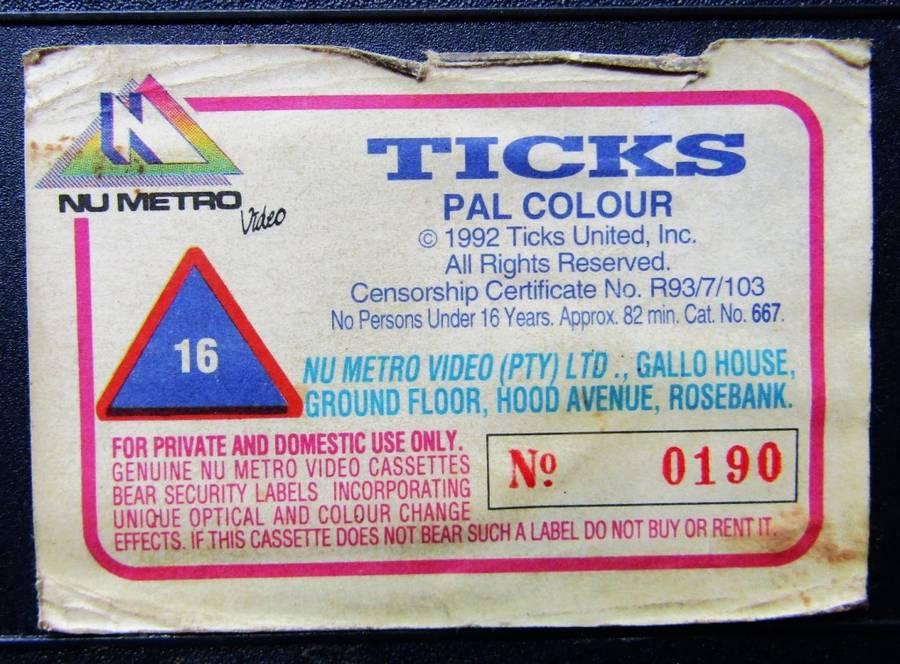 N
NU METRO
Video
TICKS
PAL COLOUR
© 1992 Ticks United, Inc.
All Rights Reserved.
Censorship Certificate No. R93/7/103
No Persons Under 16 Years. Approx. 82 min. Cat. No. 667.
16
NU METRO VIDEO (PTY) LTD ., GALLO HOUSE,
GROUND FLOOR, HOOD AVENUE, ROSEBANK.
FOR PRIVATE AND DOMESTIC USE ONLY.
GENUINE NU METRO VIDEO CASSETTES
BEAR SECURITY LABELS INCORPORATING
UNIQUE OPTICAL AND COLOUR CHANGE
EFFECTS. IF THIS CASSETTE DOES NOT BEAR SUCH A LABEL DO NOT BUY OR RENT IT.
Nº. 0190